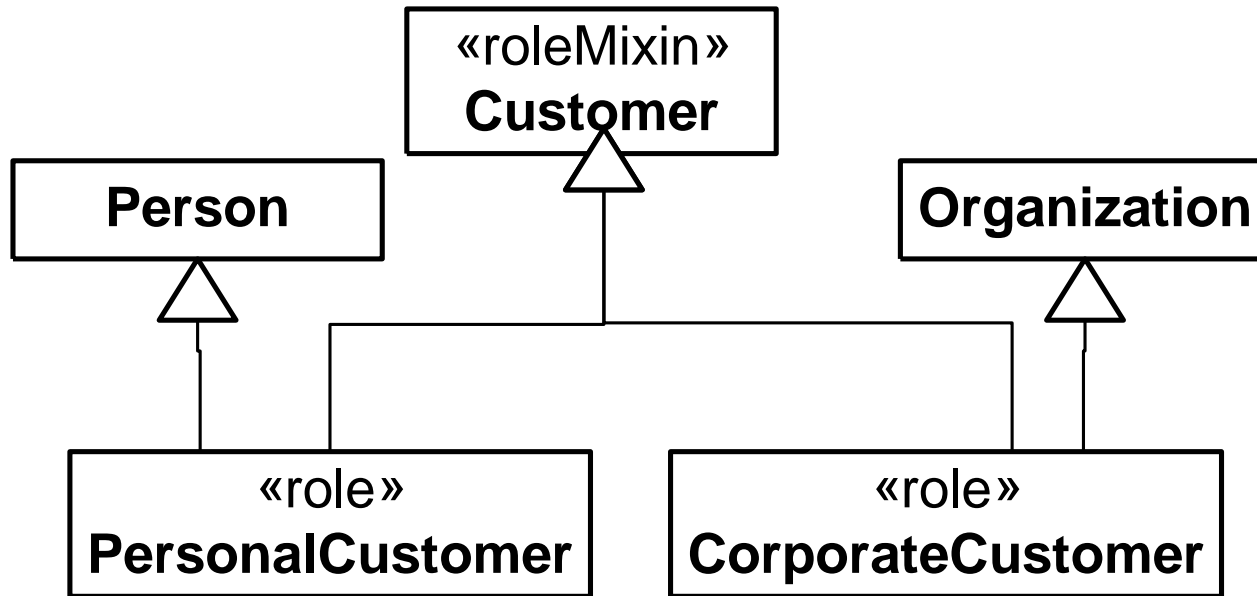 «roleMixin»
Customer
Person
Organization
«role»
PersonalCustomer
«role»
CorporateCustomer